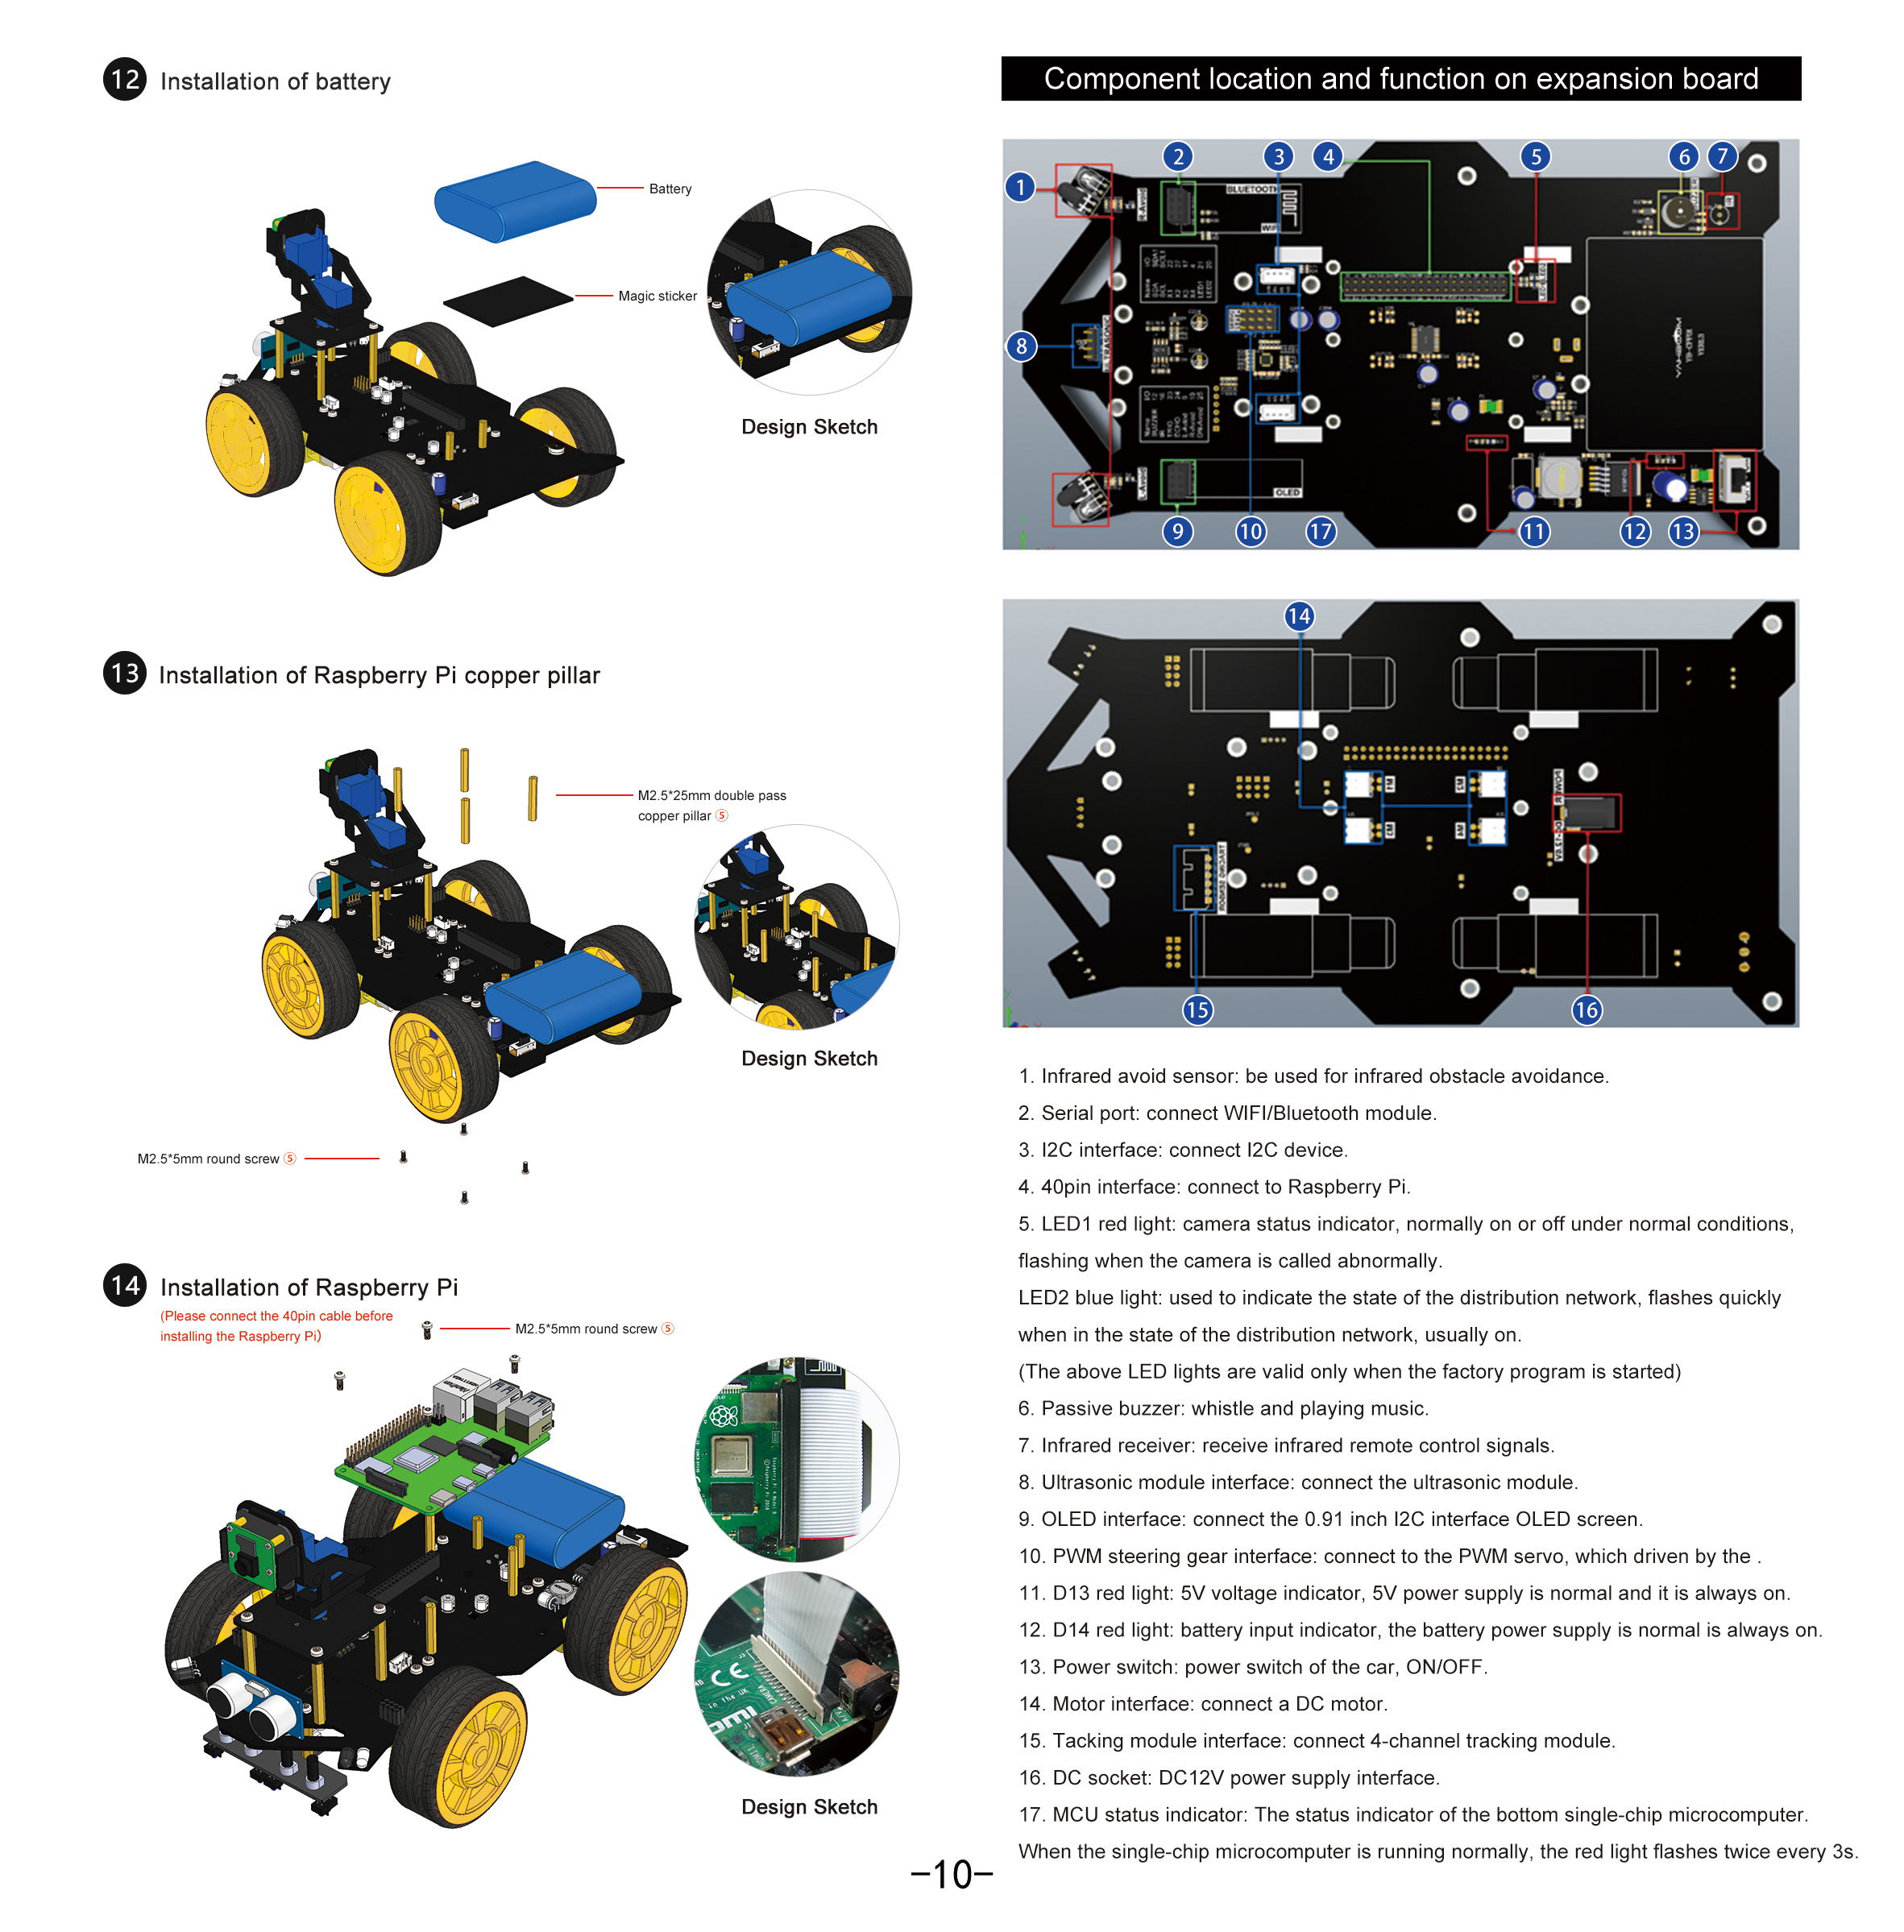 12 Installation of battery
Battery
Magic sticker
Design Sketch
13 Installation of Raspberry Pi copper pillar
M2.5*25mm double pass
copper pillar ⑤
Design Sketch
M2.5*5mm round screw ⑤
14 Installation of Raspberry Pi
(Please connect the 40pin cable before
installing the Raspberry Pi)
M2.5*5mm round screw ⑤
Design Sketch
Component location and function on expansion board
1
2
3
4
5
6
7
8
9
10
17
11
12
13
BLUETOOTH
WIFI
OLED
14
15
16
1. Infrared avoid sensor: be used for infrared obstacle avoidance.
2. Serial port: connect WIFI/Bluetooth module.
3. I2C interface: connect I2C device.
4. 40pin interface: connect to Raspberry Pi.
5. LED1 red light: camera status indicator, normally on or off under normal conditions,
flashing when the camera is called abnormally.
LED2 blue light: used to indicate the state of the distribution network, flashes quickly
when in the state of the distribution network, usually on.
(The above LED lights are valid only when the factory program is started)
6. Passive buzzer: whistle and playing music.
7. Infrared receiver: receive infrared remote control signals.
8. Ultrasonic module interface: connect the ultrasonic module.
9. OLED interface: connect the 0.91 inch I2C interface OLED screen.
10. PWM steering gear interface: connect to the PWM servo, which driven by the .
11. D13 red light: 5V voltage indicator, 5V power supply is normal and it is always on.
12. D14 red light: battery input indicator, the battery power supply is normal is always on.
13. Power switch: power switch of the car, ON/OFF.
14. Motor interface: connect a DC motor.
15. Tacking module interface: connect 4-channel tracking module.
16. DC socket: DC12V power supply interface.
17. MCU status indicator: The status indicator of the bottom single-chip microcomputer.
When the single-chip microcomputer is running normally, the red light flashes twice every 3s.
-10-